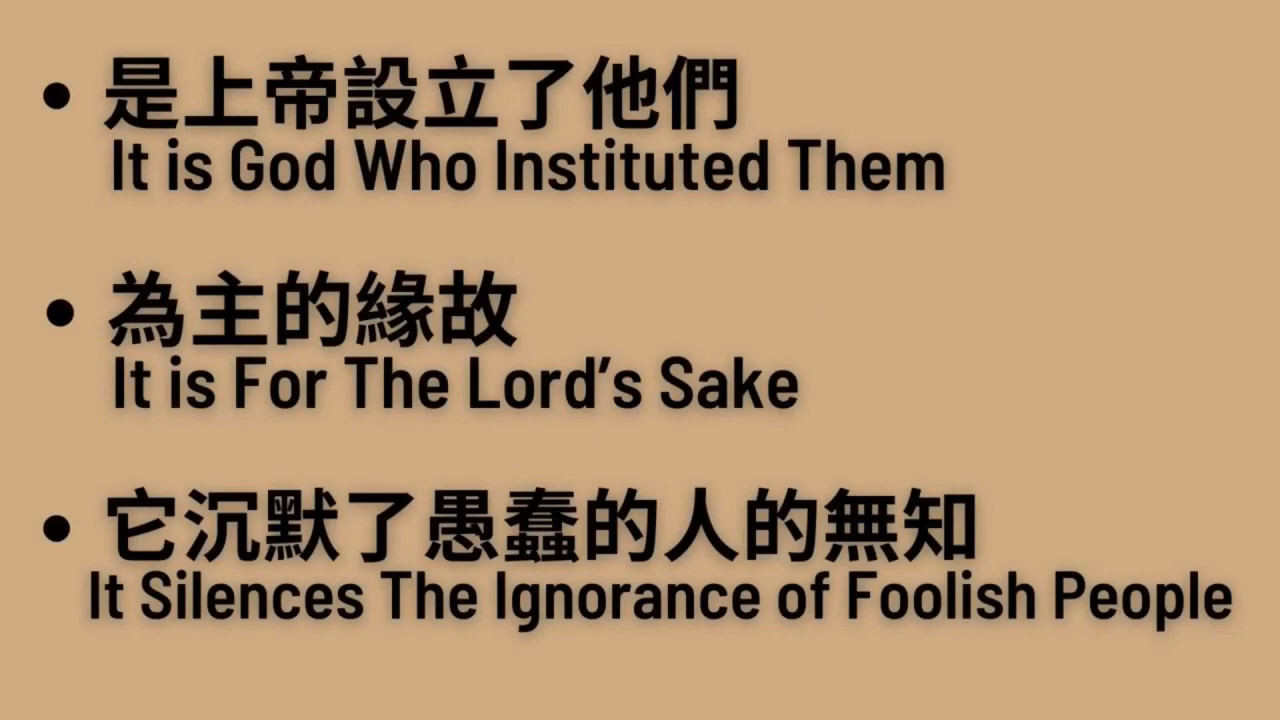 • 是上帝設立了他們
It is God Who Instituted Them
• 為主的緣故
It is For The Lord’s Sake
• 它沉默了愚蠢的人的無知
It Silences The Ignorance of Foolish People